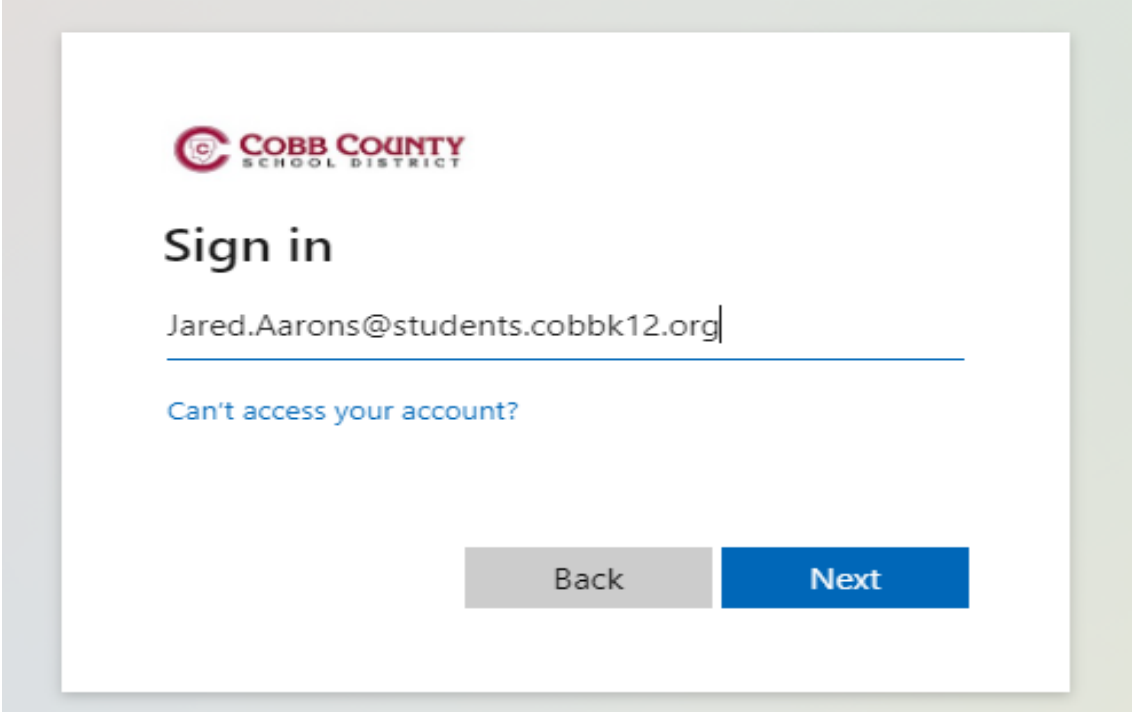 C COBB COUNTY
SCHOOL DISTRICT
Sign in
Jared.Aarons@students.cobbk12.org
Can't access your account?
Back Next